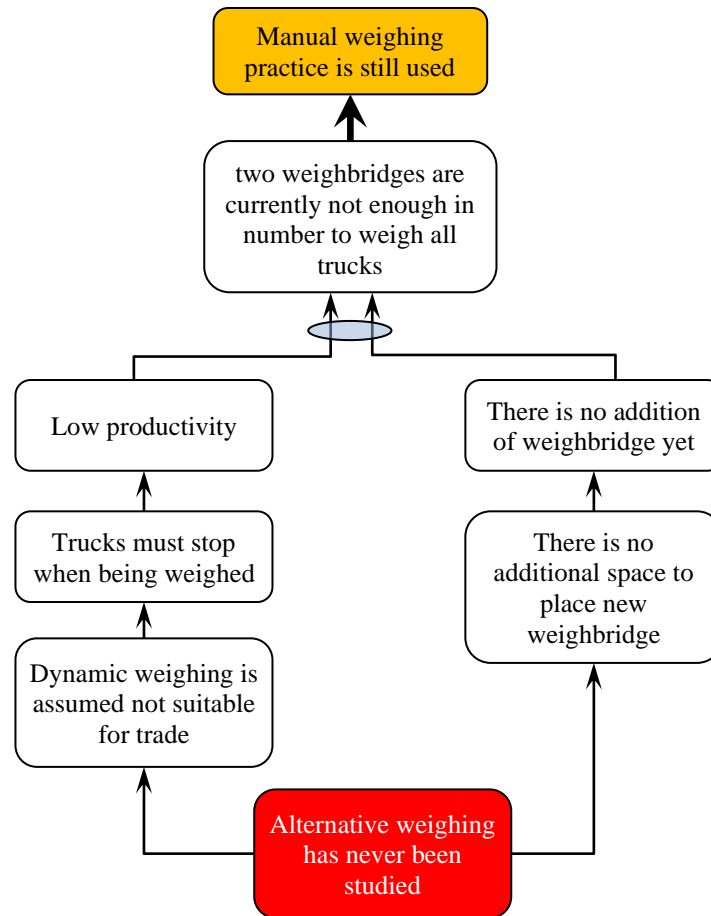 Manual weighing
practice is still used
two weighbridges are
currently not enough in
number to weigh all
trucks
Low productivity
There is no addition
of weighbridge yet
Trucks must stop
when being weighed
There is no
additional space to
place new
weighbridge
Dynamic weighing is
assumed not suitable
for trade
Alternative weighing
has never been
studied